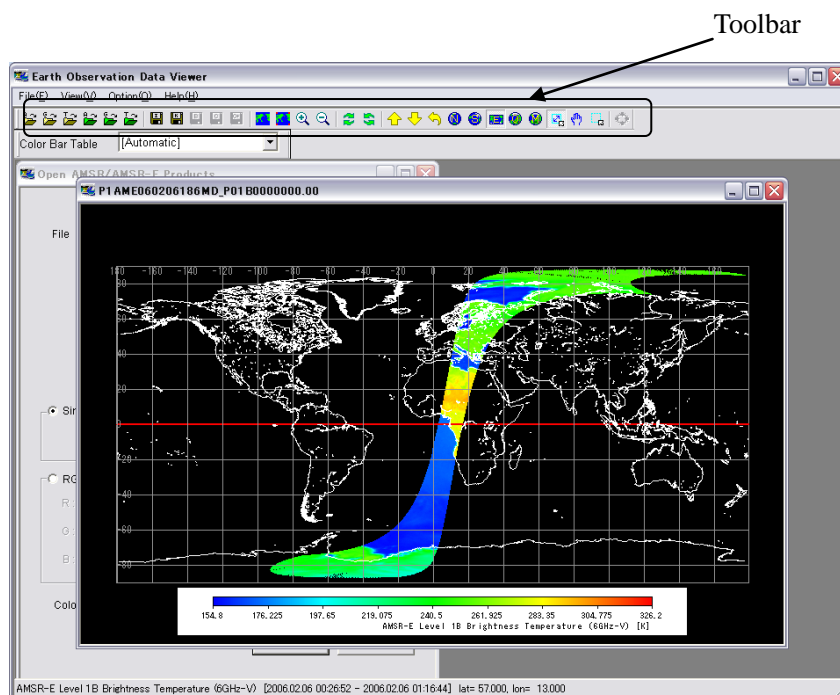 Toolbar
Earth Observation Data Viewer
File(F) View(V) Option(O) Help(H)
Color Bar Table [Automatic]
Open AMSR/AMSR-E Products
P1AME060206186MD_P01B0000000.00
File
180 -160 -140 -120 -100 -80 -60 -40 -20 0 20 40 60 80 100 120 140
80
60
40
20
0
-20
-40
-60
-80
Sin
RG
R:
G:
B:
Colo
154.8 176.225 197.65 219.075 240.5 261.925 283.35 304.775 326.2
AMSR-E Level 1B Brightness Temperature (6GHz-V) [K]
AMSR-E Level 1B Brightness Temperature (6GHz-V) [2006.02.06 00:26:52 - 2006.02.06 01:16:44] lat= 57.000, lon= 13.000